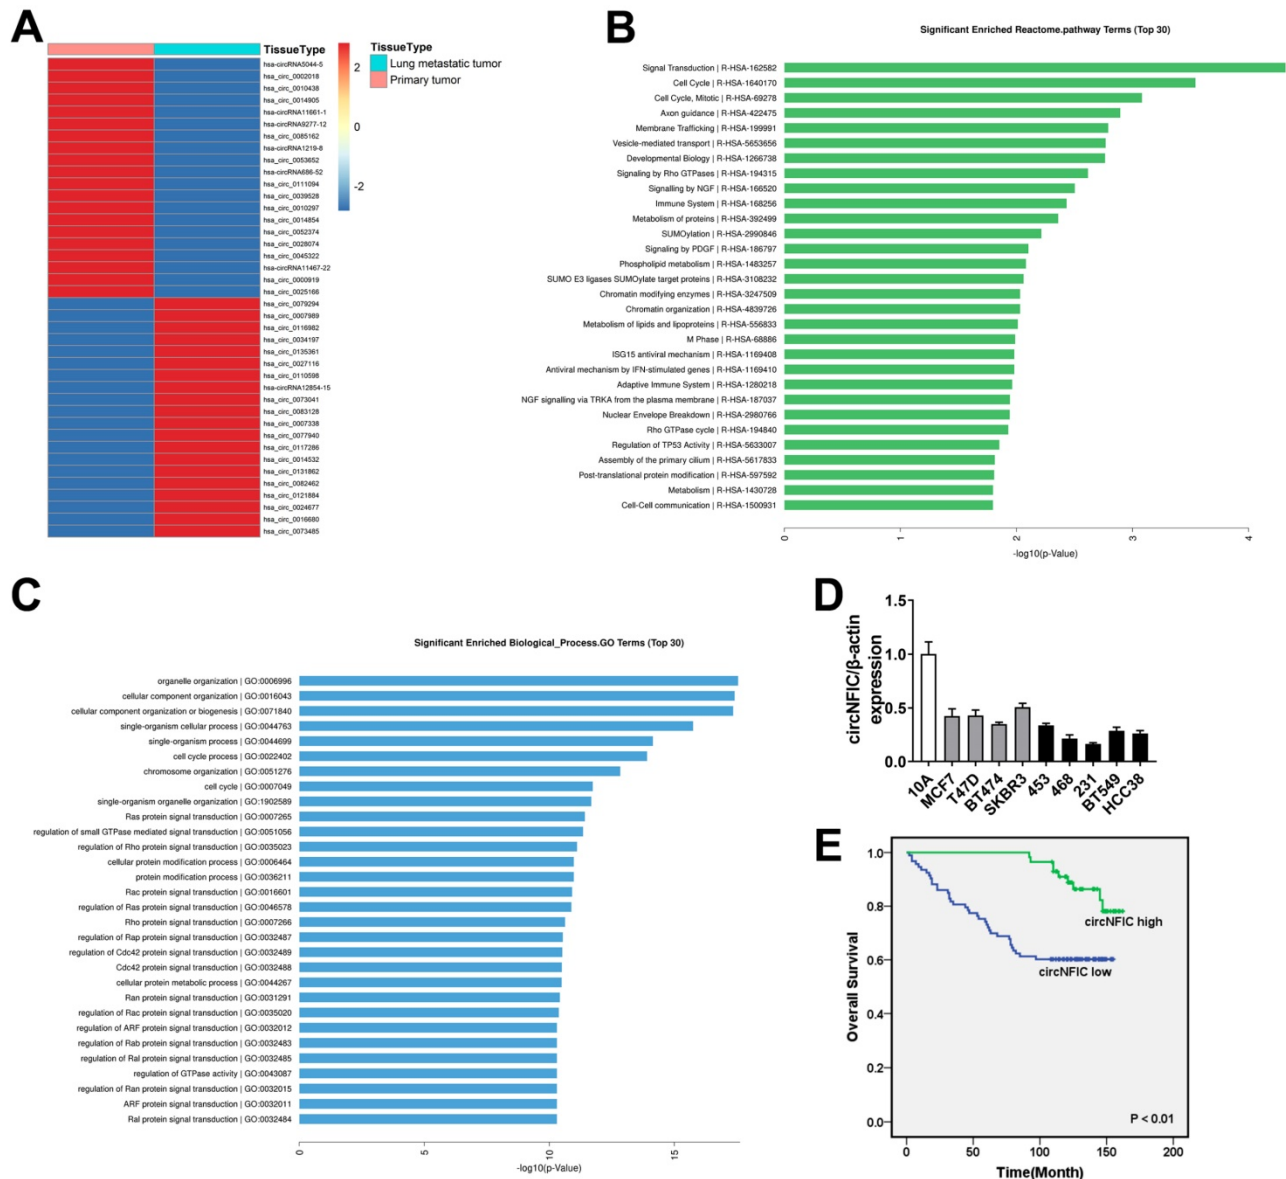 A
TissueType
hsa-circRNA5044-5
hsa_circ_0002018
hsa_circ_0010438
hsa_circ_0014905
hsa-circRNA11661-1
hsa-circRNA9277-12
hsa_circ_0085162
hsa-circRNA1219-8
hsa_circ_0053652
hsa-circRNA686-52
hsa_circ_0111094
hsa_circ_0039528
hsa_circ_0010297
hsa_circ_0014854
hsa_circ_0052374
hsa_circ_0028074
hsa_circ_0045322
hsa-circRNA11467-22
hsa_circ_0000919
hsa_circ_0025166
hsa_circ_0079294
hsa_circ_0007989
hsa_circ_0116982
hsa_circ_0034197
hsa_circ_0135361
hsa_circ_0027116
hsa_circ_0110598
hsa-circRNA12854-15
hsa_circ_0073041
hsa_circ_0083128
hsa_circ_0007338
hsa_circ_0077940
hsa_circ_0117286
hsa_circ_0014532
hsa_circ_0131862
hsa_circ_0082462
hsa_circ_0121884
hsa_circ_0024677
hsa_circ_0016680
hsa_circ_0073485
2
0
-2
TissueType
Lung metastatic tumor
Primary tumor
B
Significant Enriched Reactome.pathway Terms (Top 30)
Signal Transduction | R-HSA-162582
Cell Cycle | R-HSA-1640170
Cell Cycle, Mitotic | R-HSA-69278
Axon guidance | R-HSA-422475
Membrane Trafficking | R-HSA-199991
Vesicle-mediated transport | R-HSA-5653656
Developmental Biology | R-HSA-1266738
Signaling by Rho GTPases | R-HSA-194315
Signalling by NGF | R-HSA-166520
Immune System | R-HSA-168256
Metabolism of proteins | R-HSA-392499
SUMOylation | R-HSA-2990846
Signaling by PDGF | R-HSA-186797
Phospholipid metabolism | R-HSA-1483257
SUMO E3 ligases SUMOylate target proteins | R-HSA-3108232
Chromatin modifying enzymes | R-HSA-3247509
Chromatin organization | R-HSA-4839726
Metabolism of lipids and lipoproteins | R-HSA-556833
M Phase | R-HSA-68886
ISG15 antiviral mechanism | R-HSA-1169408
Antiviral mechanism by IFN-stimulated genes | R-HSA-1169410
Adaptive Immune System | R-HSA-1280218
NGF signalling via TRKA from the plasma membrane | R-HSA-187037
Nuclear Envelope Breakdown | R-HSA-2980766
Rho GTPase cycle | R-HSA-194840
Regulation of TP53 Activity | R-HSA-5633007
Assembly of the primary cilium | R-HSA-5617833
Post-translational protein modification | R-HSA-597592
Metabolism | R-HSA-1430728
Cell-Cell communication | R-HSA-1500931
0
1
2
3
4
-log10(p-Value)
C
Significant Enriched Biological_Process.GO Terms (Top 30)
organelle organization | GO:0006996
cellular component organization | GO:0016043
cellular component organization or biogenesis | GO:0071840
single-organism cellular process | GO:0044763
single-organism process | GO:0044699
cell cycle process | GO:0022402
chromosome organization | GO:0051276
cell cycle | GO:0007049
single-organism organelle organization | GO:1902589
Ras protein signal transduction | GO:0007265
regulation of small GTPase mediated signal transduction | GO:0051056
regulation of Rho protein signal transduction | GO:0035023
cellular protein modification process | GO:0006464
protein modification process | GO:0036211
Rac protein signal transduction | GO:0016601
regulation of Ras protein signal transduction | GO:0046578
Rho protein signal transduction | GO:0007266
regulation of Rap protein signal transduction | GO:0032487
regulation of Cdc42 protein signal transduction | GO:0032489
Cdc42 protein signal transduction | GO:0032488
cellular protein metabolic process | GO:0044267
Ran protein signal transduction | GO:0031291
regulation of Rac protein signal transduction | GO:0035020
regulation of ARF protein signal transduction | GO:0032012
regulation of Rab protein signal transduction | GO:0032483
regulation of Ral protein signal transduction | GO:0032485
regulation of GTPase activity | GO:0043087
regulation of Ran protein signal transduction | GO:0032015
ARF protein signal transduction | GO:0032011
Ral protein signal transduction | GO:0032484
0
5
10
15
-log10(p-Value)
D
circNFIC/β-actin
expression
1.5
1.0
0.5
0.0
10A
MCF7
T47D
BT474
SKBR3
453
468
231
BT549
HCC38
E
Overall Survival
1.0
0.8
0.6
0.4
0.2
0.0
circNFIC high
circNFIC low
P < 0.01
0
50
100
150
200
Time(Month)